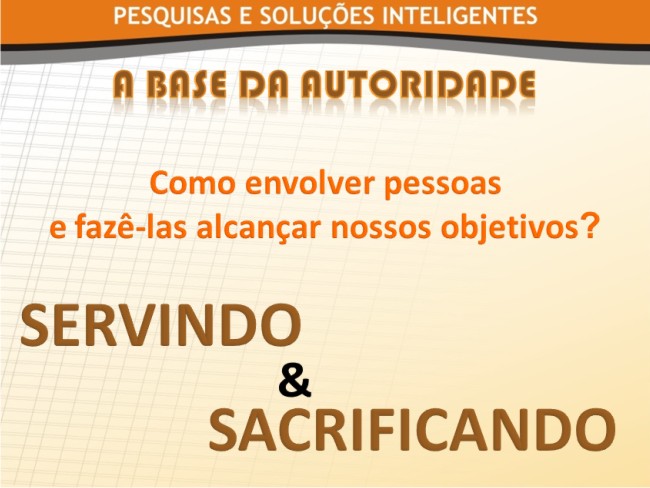 PESQUISAS E SOLUÇÕES INTELIGENTES
A BASE DA AUTORIDADE
Como envolver pessoas
e fazê-las alcançar nossos objetivos?
SERVINDO
&
SACRIFICANDO